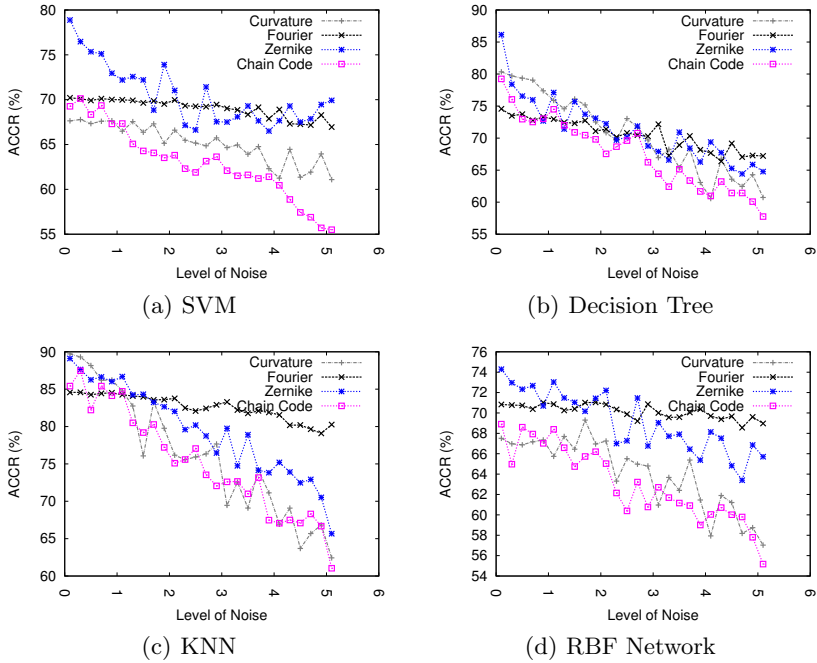 ACCR (%)
80
75
70
65
60
55
0 1 2 3 4 5 6
Level of Noise
Curvature
Fourier
Zernike
Chain Code
(a) SVM
ACCR (%)
90
85
80
75
70
65
60
55
0 1 2 3 4 5 6
Level of Noise
Curvature
Fourier
Zernike
Chain Code
(b) Decision Tree
ACCR (%)
90
85
80
75
70
65
60
0 1 2 3 4 5 6
Level of Noise
Curvature
Fourier
Zernike
Chain Code
(c) KNN
ACCR (%)
76
74
72
70
68
66
64
62
60
58
56
54
0 1 2 3 4 5 6
Level of Noise
Curvature
Fourier
Zernike
Chain Code
(d) RBF Network